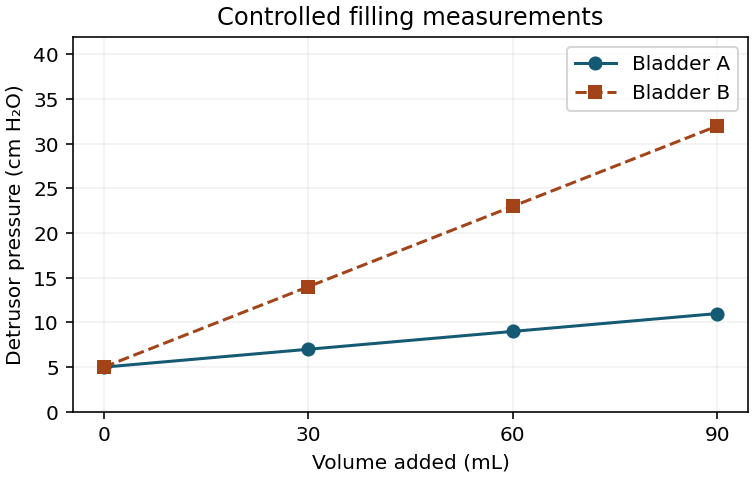 Controlled filling measurements
Detrusor pressure (cm H₂O)
40
35
30
25
20
15
10
5
0
Bladder A
Bladder B
0 30 60 90
Volume added (mL)